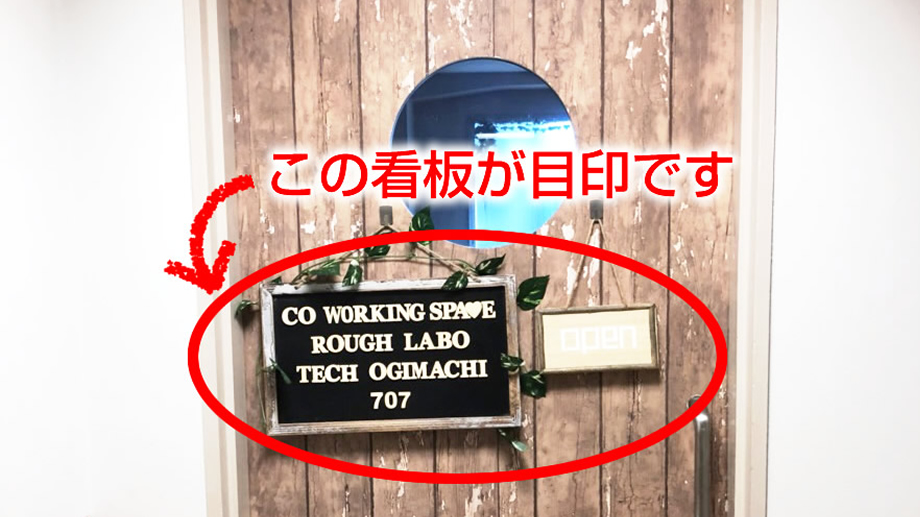 この看板が目印です
CO WORKING SPA♥E
ROUGH LABO
TECH OGIMACHI
707
open